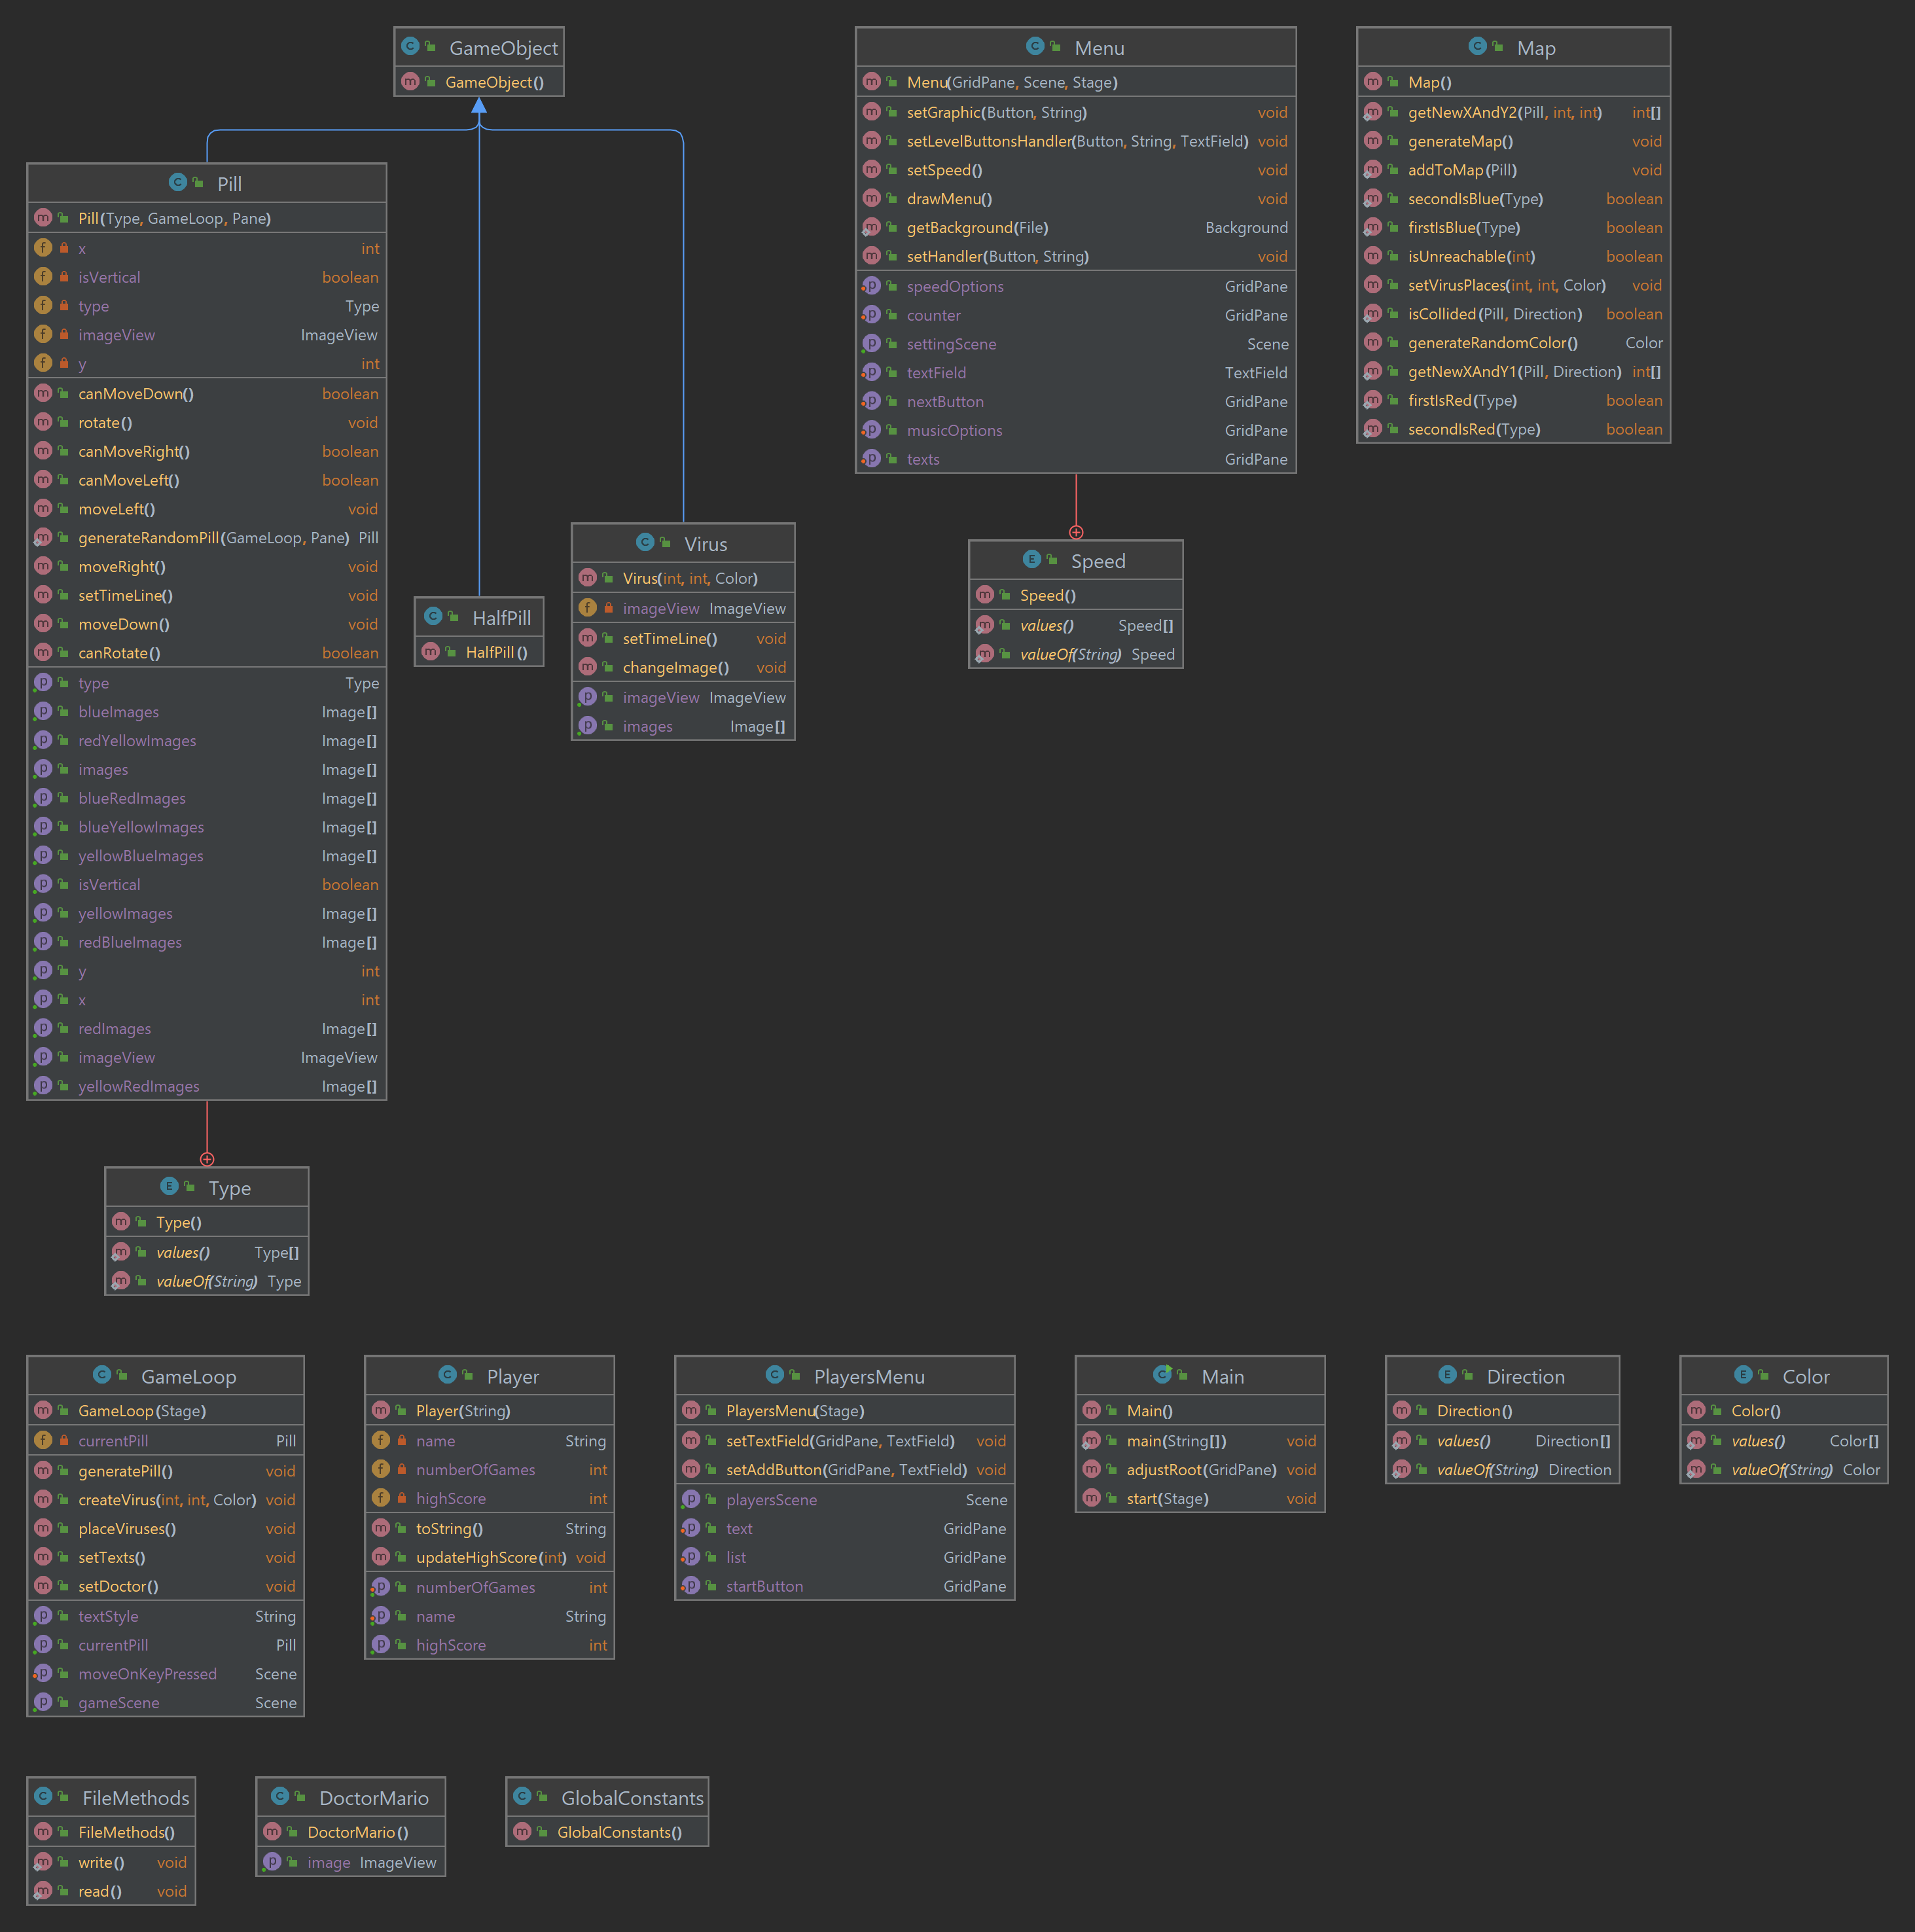 GameObject
GameObject()
Pill
Pill(Type, GameLoop, Pane)
x int
isVertical boolean
type Type
imageView ImageView
y int
canMoveDown() boolean
rotate() void
canMoveRight() boolean
canMoveLeft() boolean
moveLeft() void
generateRandomPill(GameLoop, Pane) Pill
moveRight() void
setTimeLine() void
moveDown() void
canRotate() boolean
type Type
blueImages Image[]
redYellowImages Image[]
images Image[]
blueRedImages Image[]
blueYellowImages Image[]
yellowBlueImages Image[]
isVertical boolean
yellowImages Image[]
redBlueImages Image[]
y int
x int
redImages Image[]
imageView ImageView
yellowRedImages Image[]
HalfPill
HalfPill()
Virus
Virus(int, int, Color)
imageView ImageView
setTimeLine() void
changeImage() void
imageView ImageView
images Image[]
Menu
Menu(GridPane, Scene, Stage)
setGraphic(Button, String) void
setLevelButtonsHandler(Button, String, TextField) void
setSpeed() void
drawMenu() void
getBackground(File) Background
setHandler(Button, String) void
speedOptions GridPane
counter GridPane
settingScene Scene
textField TextField
nextButton GridPane
musicOptions GridPane
texts GridPane
Speed
Speed()
values() Speed[]
valueOf(String) Speed
Map
Map()
getNewXAndY2(Pill, int, int) int[]
generateMap() void
addToMap(Pill) void
secondIsBlue(Type) boolean
firstIsBlue(Type) boolean
isUnreachable(int) boolean
setVirusPlaces(int, int, Color) void
isCollided(Pill, Direction) boolean
generateRandomColor() Color
getNewXAndY1(Pill, Direction) int[]
firstIsRed(Type) boolean
secondIsRed(Type) boolean
Type
Type()
values() Type[]
valueOf(String) Type
GameLoop
GameLoop(Stage)
currentPill Pill
generatePill() void
createVirus(int, int, Color) void
placeViruses() void
setTexts() void
setDoctor() void
textStyle String
currentPill Pill
moveOnKeyPressed Scene
gameScene Scene
Player
Player(String)
name String
numberOfGames int
highScore int
toString() String
updateHighScore(int) void
numberOfGames int
name String
highScore int
PlayersMenu
PlayersMenu(Stage)
setTextField(GridPane, TextField) void
setAddButton(GridPane, TextField) void
playersScene Scene
text GridPane
list GridPane
startButton GridPane
Main
Main()
main(String[]) void
adjustRoot(GridPane) void
start(Stage) void
Direction
Direction()
values() Direction[]
valueOf(String) Direction
Color
Color()
values() Color[]
valueOf(String) Color
FileMethods
FileMethods()
write() void
read() void
DoctorMario
DoctorMario()
image ImageView
GlobalConstants
GlobalConstants()